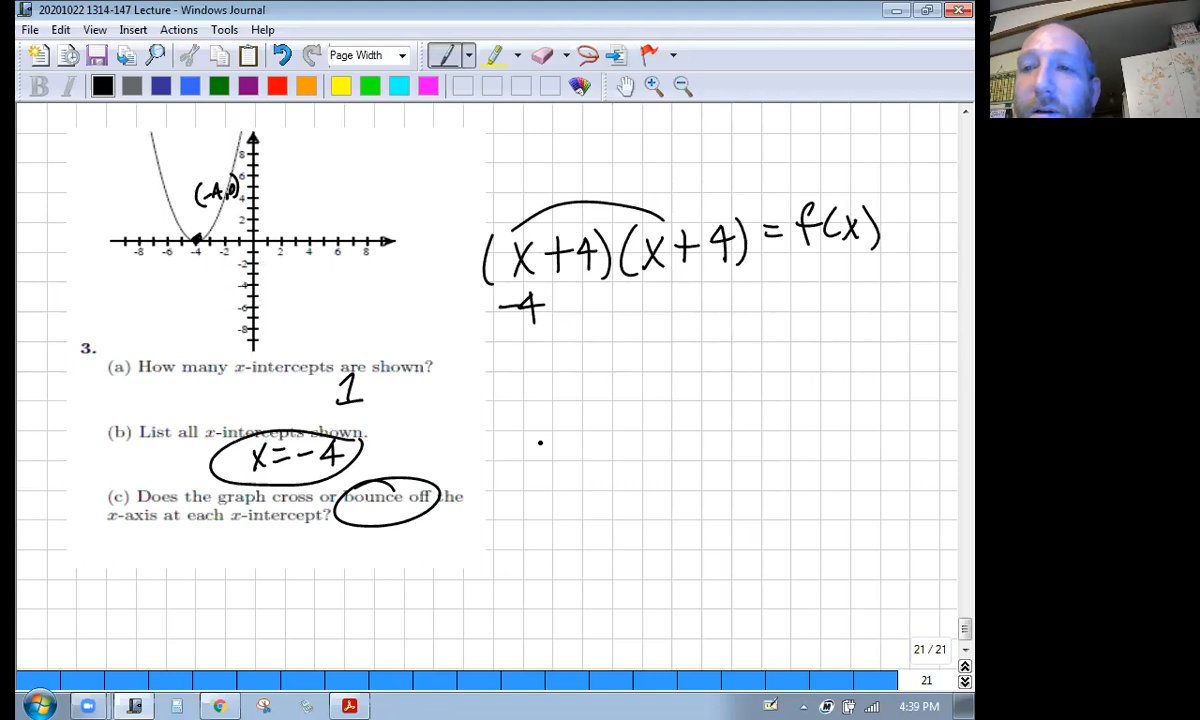 20201022 1314-147 Lecture - Windows Journal
File Edit View Insert Actions Tools Help
Page Width
B I
8
6
4
2
-8 -6 -4 -2 2 4 6 8
-2
-4
-6
-8
(-4,0)
(x+4)(x+4) = f(x)
-4
3.
(a) How many x-intercepts are shown?
1
(b) List all x-intercepts shown.
x=-4
(c) Does the graph cross or bounce off the
x-axis at each x-intercept?
21 / 21
21
4:39 PM